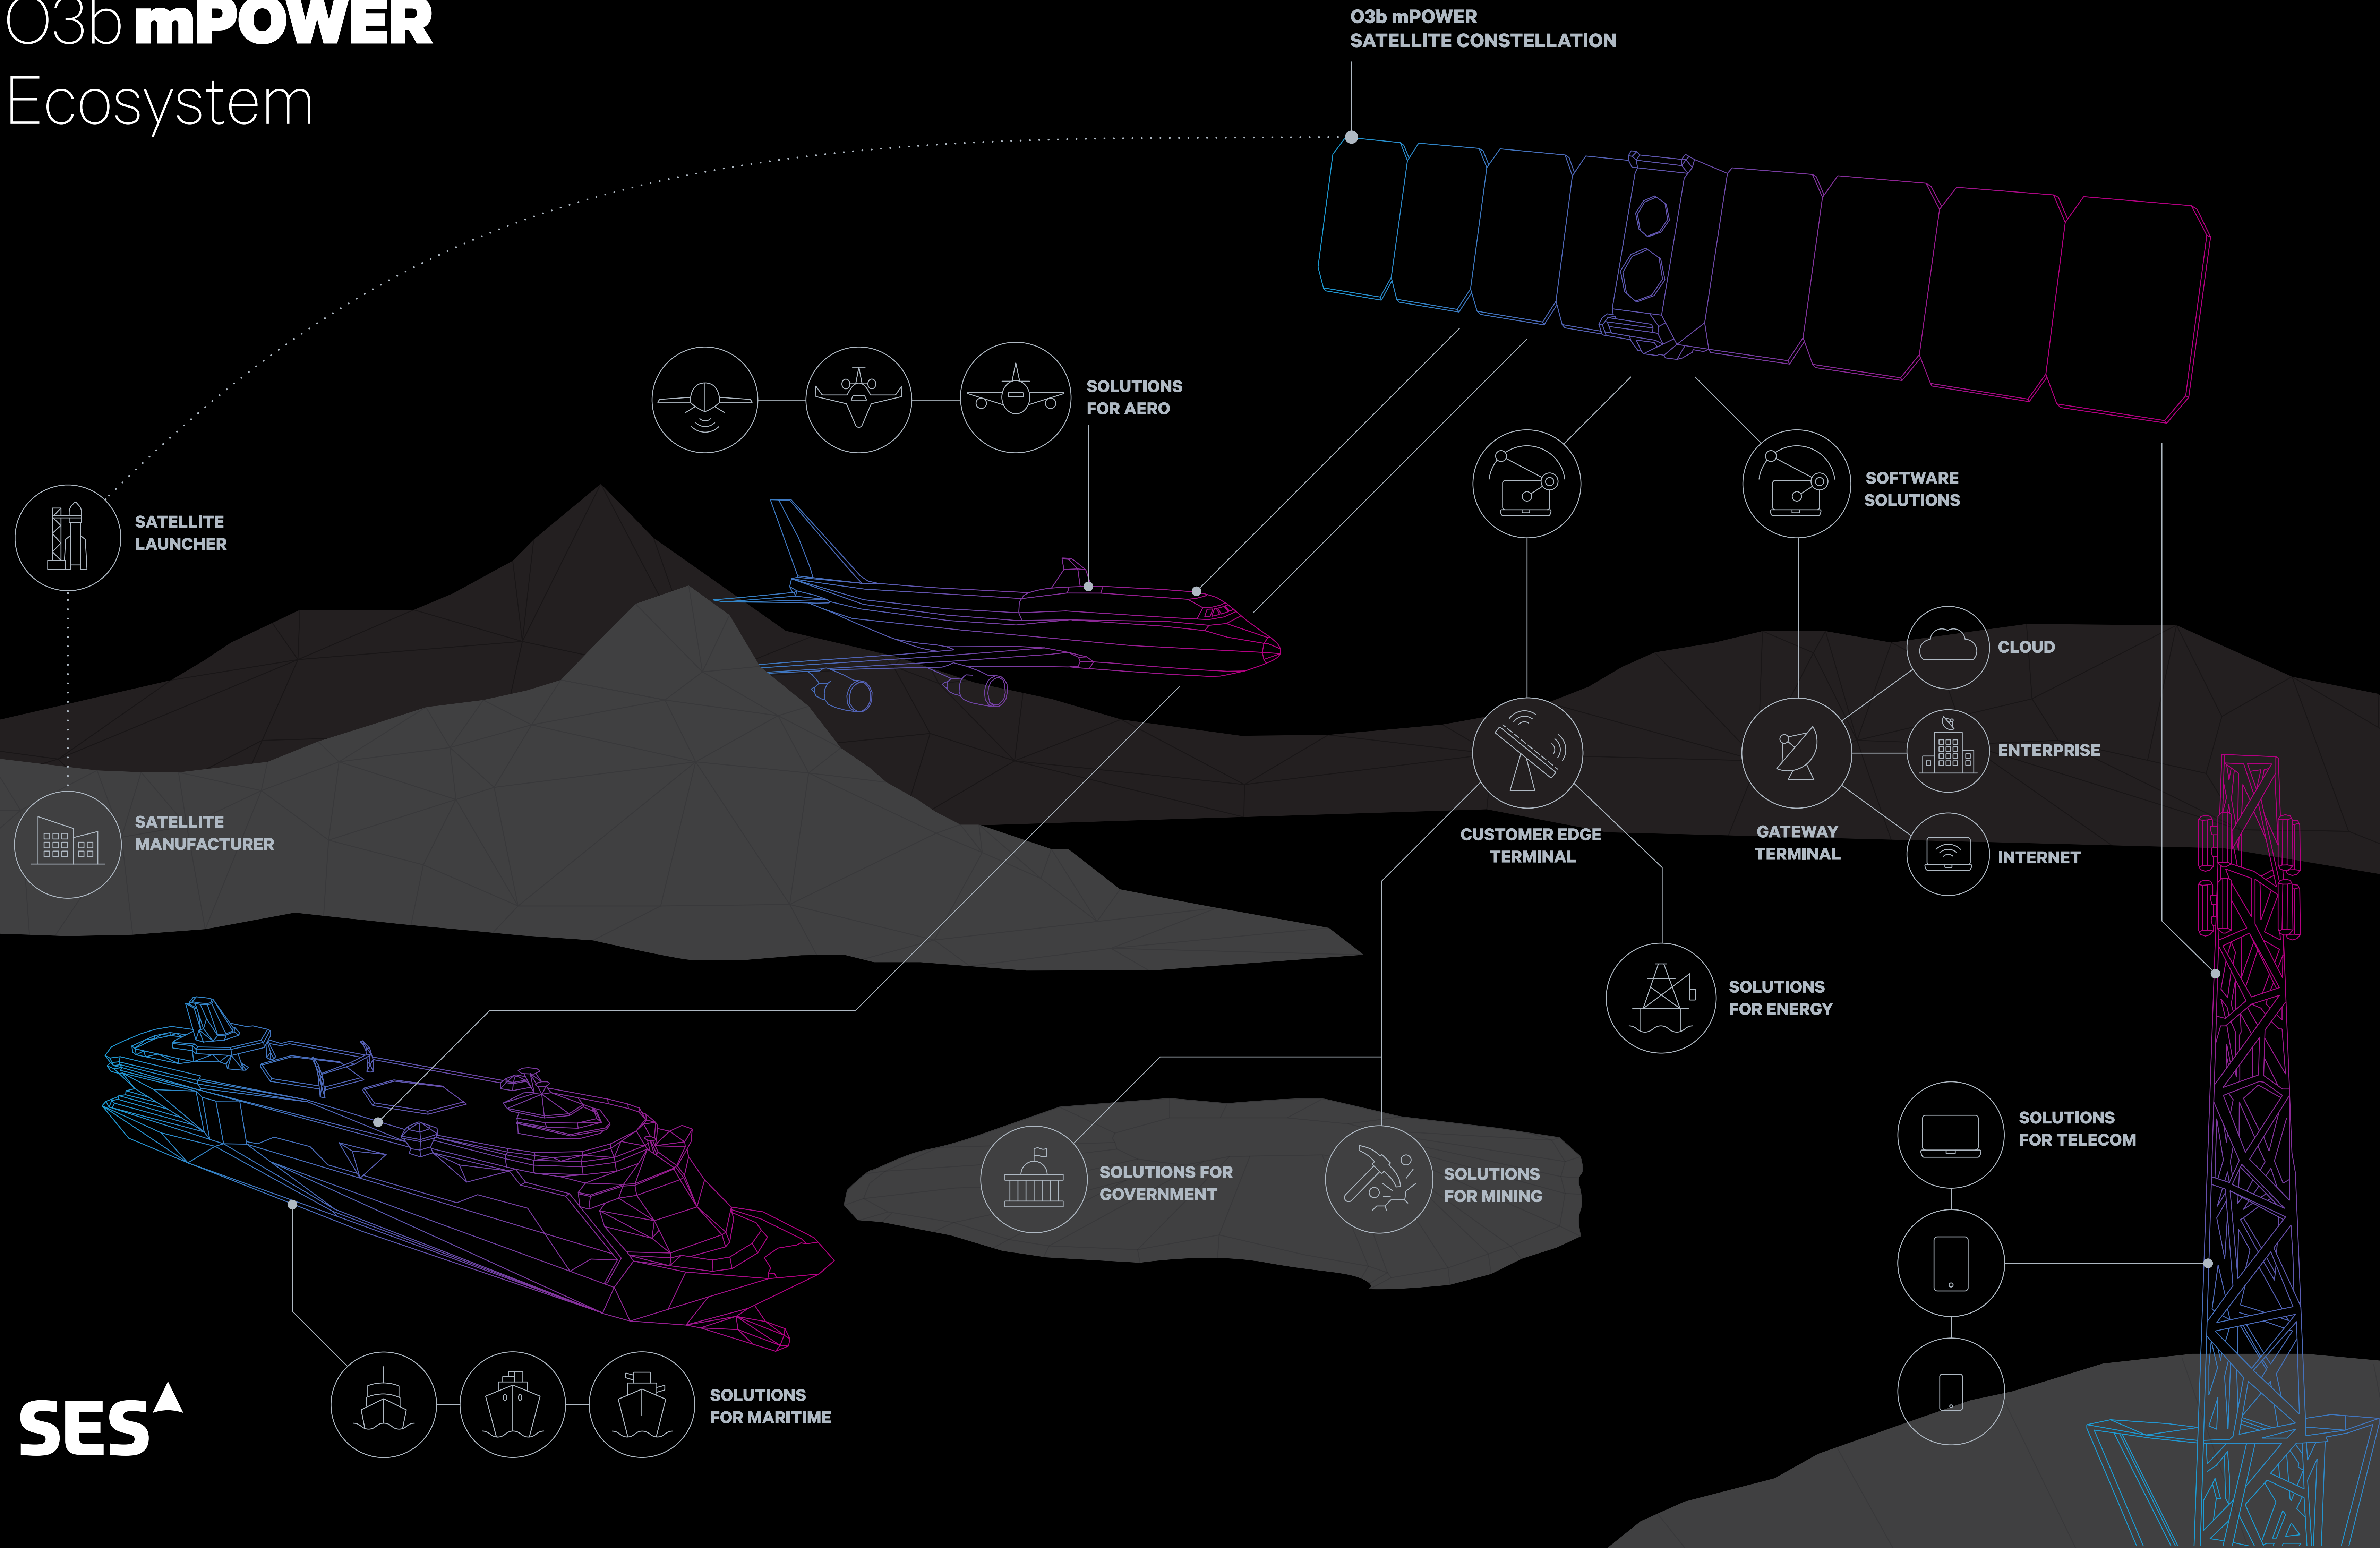 O3b mPOWER
Ecosystem
O3b mPOWER
SATELLITE CONSTELLATION
SOLUTIONS
FOR AERO
SOFTWARE
SOLUTIONS
SATELLITE
LAUNCHER
CLOUD
ENTERPRISE
INTERNET
SATELLITE
MANUFACTURER
CUSTOMER EDGE
TERMINAL
GATEWAY
TERMINAL
SOLUTIONS
FOR ENERGY
SOLUTIONS
FOR TELECOM
SOLUTIONS FOR
GOVERNMENT
SOLUTIONS
FOR MINING
SOLUTIONS
FOR MARITIME
SES